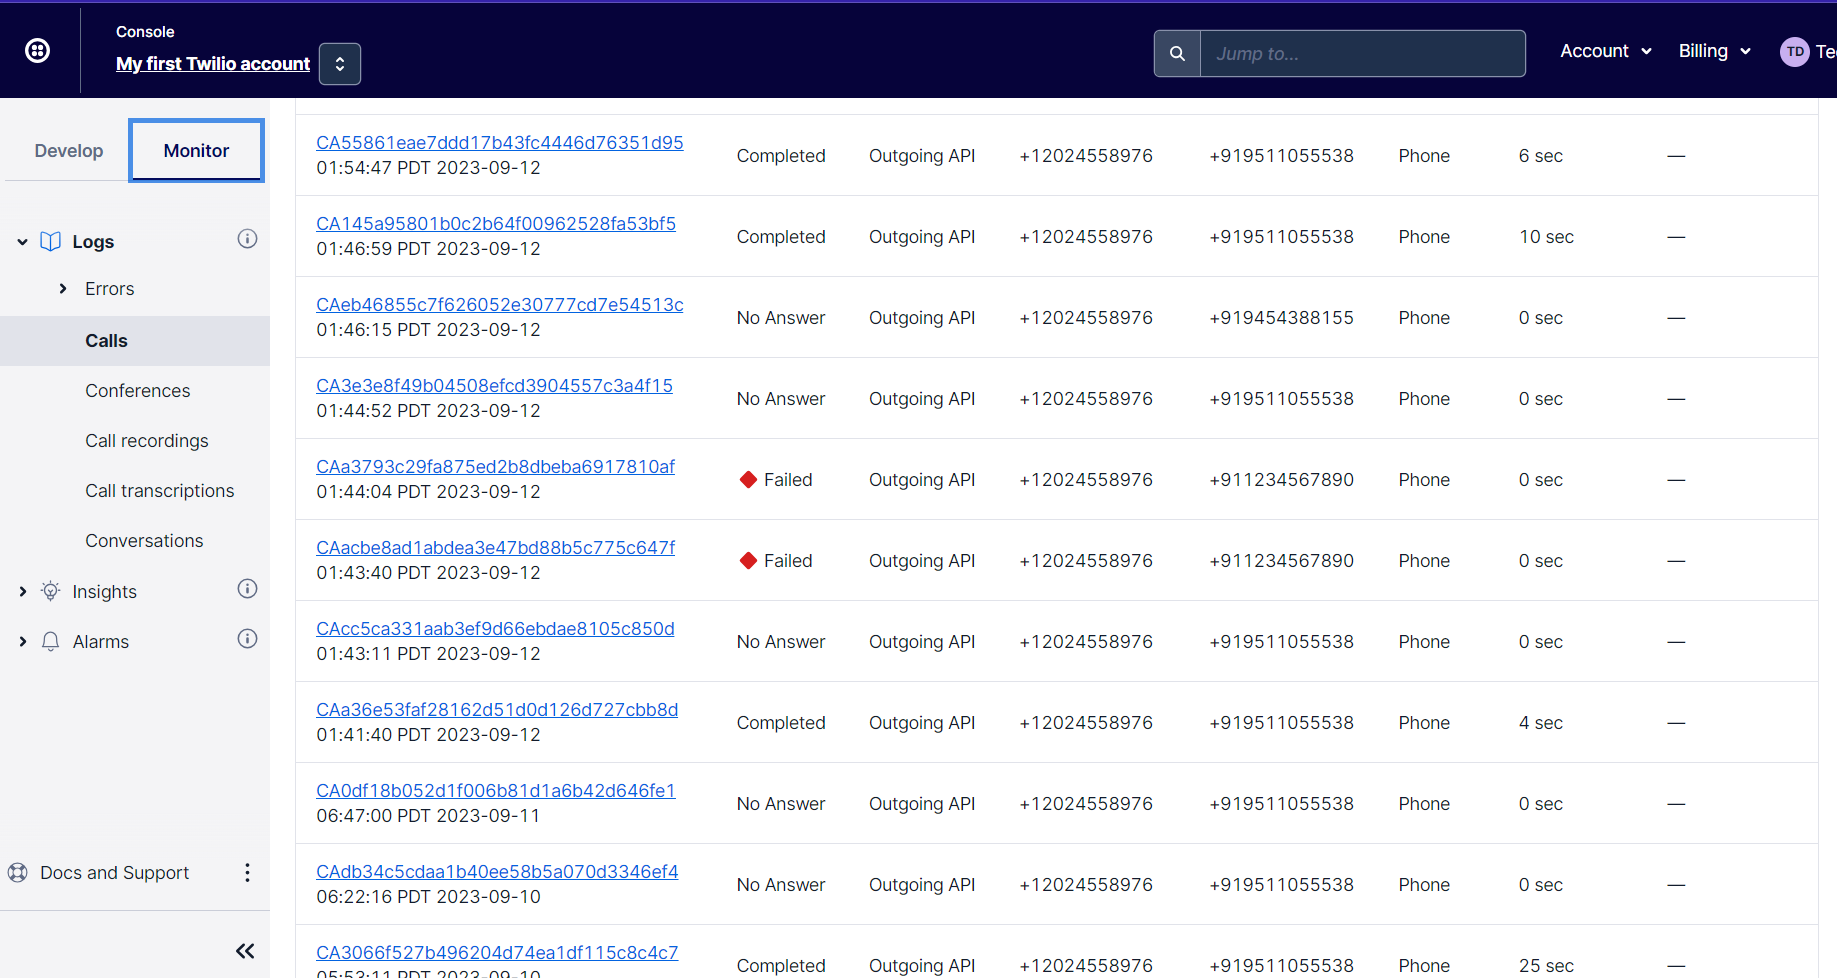 Console
My first Twilio account
Jump to...
Account
Billing
TD
Develop
Monitor
Logs
Errors
Calls
Conferences
Call recordings
Call transcriptions
Conversations
Insights
Alarms
Docs and Support
CA55861eae7ddd17b43fc4446d76351d95
01:54:47 PDT 2023-09-12
Completed Outgoing API +12024558976 +919511055538 Phone 6 sec —
CA145a95801b0c2b64f00962528fa53bf5
01:46:59 PDT 2023-09-12
Completed Outgoing API +12024558976 +919511055538 Phone 10 sec —
CAeb46855c7f626052e30777cd7e54513c
01:46:15 PDT 2023-09-12
No Answer Outgoing API +12024558976 +919454388155 Phone 0 sec —
CA3e3e8f49b04508efcd3904557c3a4f15
01:44:52 PDT 2023-09-12
No Answer Outgoing API +12024558976 +919511055538 Phone 0 sec —
CAa3793c29fa875ed2b8dbeba6917810af
01:44:04 PDT 2023-09-12
Failed Outgoing API +12024558976 +911234567890 Phone 0 sec —
CAacbe8ad1abdea3e47bd88b5c775c647f
01:43:40 PDT 2023-09-12
Failed Outgoing API +12024558976 +911234567890 Phone 0 sec —
CAcc5ca331aab3ef9d66ebdae8105c850d
01:43:11 PDT 2023-09-12
No Answer Outgoing API +12024558976 +919511055538 Phone 0 sec —
CAa36e53faf28162d51d0d126d727cbb8d
01:41:40 PDT 2023-09-12
Completed Outgoing API +12024558976 +919511055538 Phone 4 sec —
CA0df18b052d1f006b81d1a6b42d646fe1
06:47:00 PDT 2023-09-11
No Answer Outgoing API +12024558976 +919511055538 Phone 0 sec —
CAdb34c5cdaa1b40ee58b5a070d3346ef4
06:22:16 PDT 2023-09-10
No Answer Outgoing API +12024558976 +919511055538 Phone 0 sec —
CA3066f527b496204d74ea1df115c8c4c7
05:53:11 PDT 2023-09-10
Completed Outgoing API +12024558976 +919511055538 Phone 25 sec —